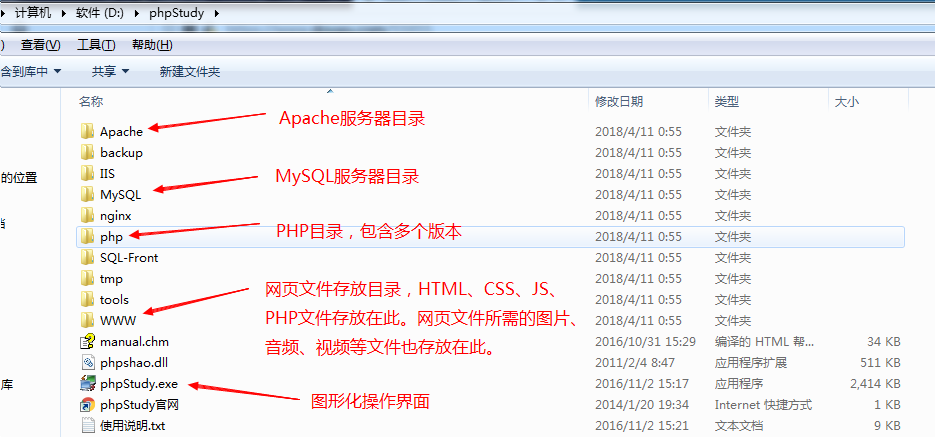 计算机 ▸ 软件 (D:) ▸ phpStudy ▸
) 查看(V) 工具(T) 帮助(H)
含到库中 共享 新建文件夹
名称 修改日期 类型 大小
Apache 2018/4/11 0:55 文件夹
Apache服务器目录
backup 2018/4/11 0:55 文件夹
的位置
IIS 2018/4/11 0:55 文件夹
MySQL服务器目录
MySQL 2018/4/11 0:55 文件夹
nginx 2018/4/11 0:55 文件夹
php 2018/4/11 0:55 文件夹
PHP目录，包含多个版本
SQL-Front 2018/4/11 0:55 文件夹
tmp 2018/4/11 0:55 文件夹
tools 2018/4/11 0:55 文件夹
WWW 2018/4/11 0:55 文件夹
网页文件存放目录，HTML、CSS、JS、
PHP文件存放在此。网页文件所需的图片、
音频、视频等文件也存放在此。
manual.chm 2016/10/31 15:29 编译的 HTML 帮... 34 KB
phpshao.dll 2011/2/4 8:47 应用程序扩展 511 KB
库
phpStudy.exe 2016/11/2 15:17 应用程序 2,414 KB
图形化操作界面
phpStudy官网 2014/1/20 19:34 Internet 快捷方式 1 KB
使用说明.txt 2016/11/2 15:21 文本文档 9 KB